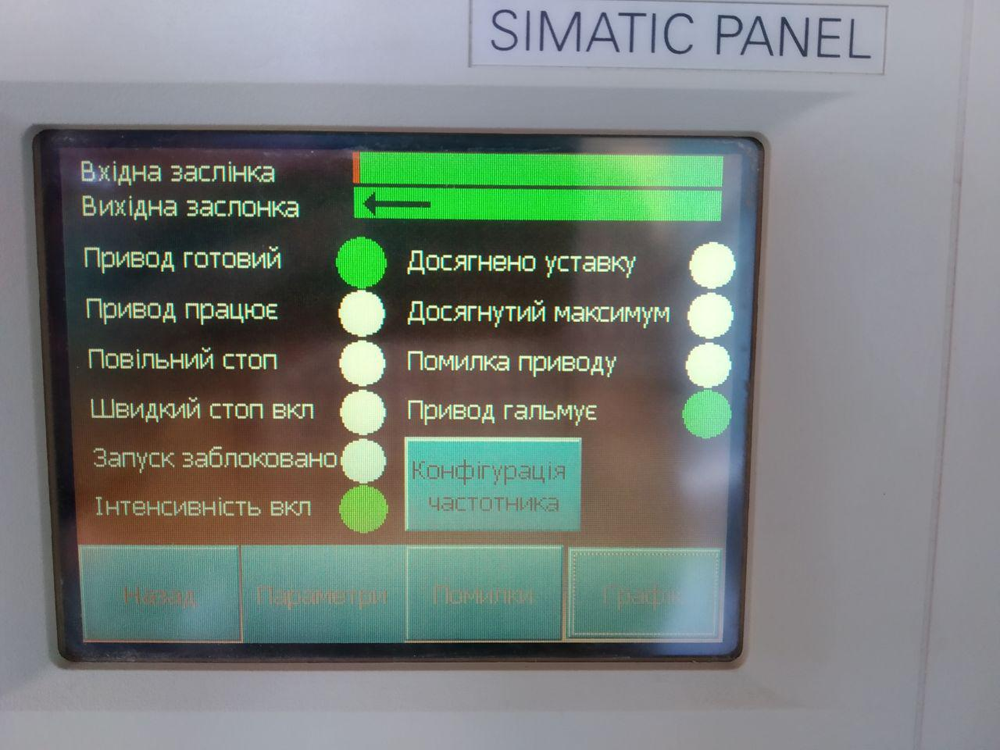 SIMATIC PANEL
Вхідна заслінка
Вихідна заслонка
Привод готовий
Досягнено уставку
Привод працює
Досягнутий максимум
Повільний стоп
Помилка приводу
Швидкий стоп вкл
Привод гальмує
Запуск заблоковано
Конфігурація
частотника
Інтенсивність вкл
Назад
Параметри
Помилки